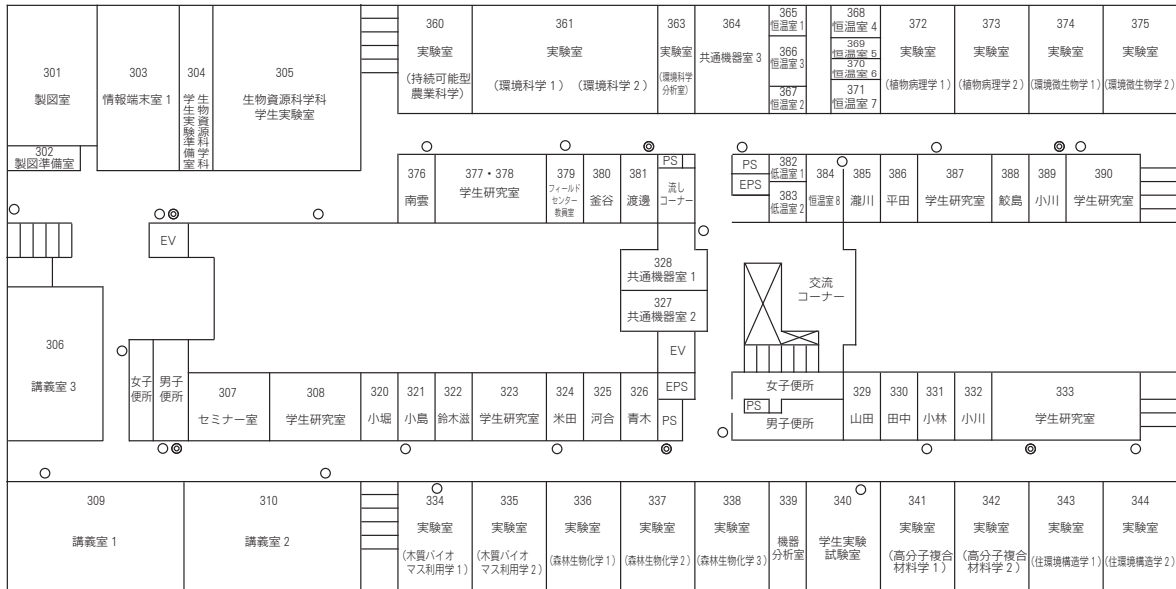 301
製図室
302
製図準備室
303
情報端末室 1
304
生物資源科学科
学生実験準備室
305
生物資源科学科
学生実験室
360
実験室
(持続可能型
農業科学)
361
実験室
(環境科学 1) (環境科学 2)
363
実験室
(環境科学
分析室)
364
共通機器室 3
365
恒温室 1
366
恒温室 3
367
恒温室 2
368
恒温室 4
369
恒温室 5
370
恒温室 6
371
恒温室 7
372
実験室
(植物病理学 1)
373
実験室
(植物病理学 2)
374
実験室
(環境微生物学 1)
375
実験室
(環境微生物学 2)
376
南雲
377・378
学生研究室
379
フィールド
センター
教員室
380
釜谷
381
渡邊
PS
流し
コーナー
PS
EPS
382
低温室 1
383
低温室 2
384
恒温室 8
385
瀧川
386
平田
387
学生研究室
388
鮫島
389
小川
390
学生研究室
EV
328
共通機器室 1
327
共通機器室 2
交流
コーナー
306
講義室 3
女子
便所
男子
便所
307
セミナー室
308
学生研究室
320
小堀
321
小島
322
鈴木滋
323
学生研究室
324
米田
325
河合
326
青木
EV
EPS
PS
女子便所
PS
男子便所
329
山田
330
田中
331
小林
332
小川
333
学生研究室
309
講義室 1
310
講義室 2
334
実験室
(木質バイオ
マス利用学 1)
335
実験室
(木質バイオ
マス利用学 2)
336
実験室
(森林生物化学 1)
337
実験室
(森林生物化学 2)
338
実験室
(森林生物化学 3)
339
機器
分析室
340
学生実験
試験室
341
実験室
(高分子複合
材料学 1)
342
実験室
(高分子複合
材料学 2)
343
実験室
(住環境構造学 1)
344
実験室
(住環境構造学 2)